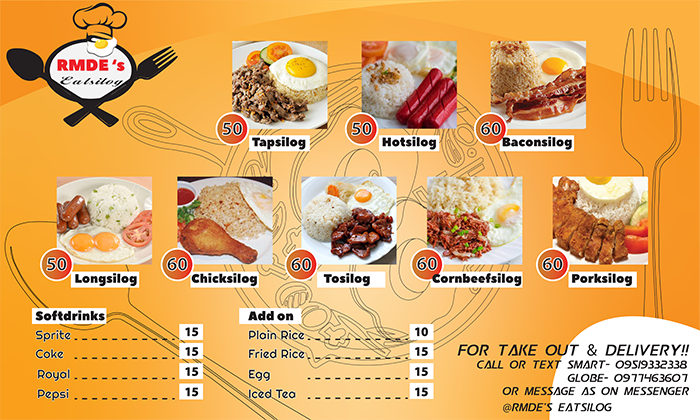 RMDE 's
Eatsilog
50
Tapsilog
50
Hotsilog
60
Baconsilog
50
Longsilog
60
Chicksilog
60
Tosilog
60
Cornbeefsilog
60
Porksilog
Softdrinks
Sprite 15
Coke 15
Royal 15
Pepsi 15
Add on
Plain Rice 10
Fried Rice 15
Egg 15
Iced Tea 15
FOR TAKE OUT & DELIVERY!!
CALL OR TEXT SMART- 09519332338
GLOBE- 0977463607
OR MESSAGE AS ON MESSENGER
@RMDE'S EATSILOG